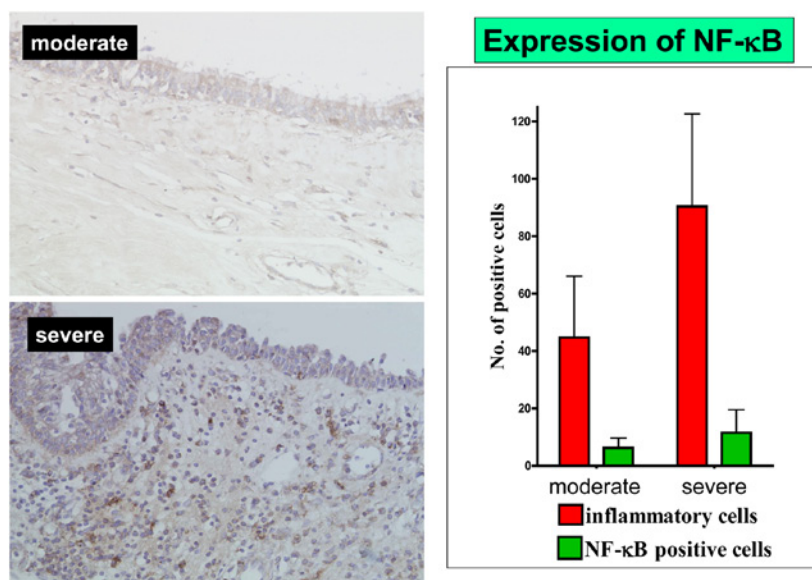 moderate
severe
Expression of NF-κB
No. of positive cells
120
100
80
60
40
20
0
moderate severe
inflammatory cells
NF-κB positive cells